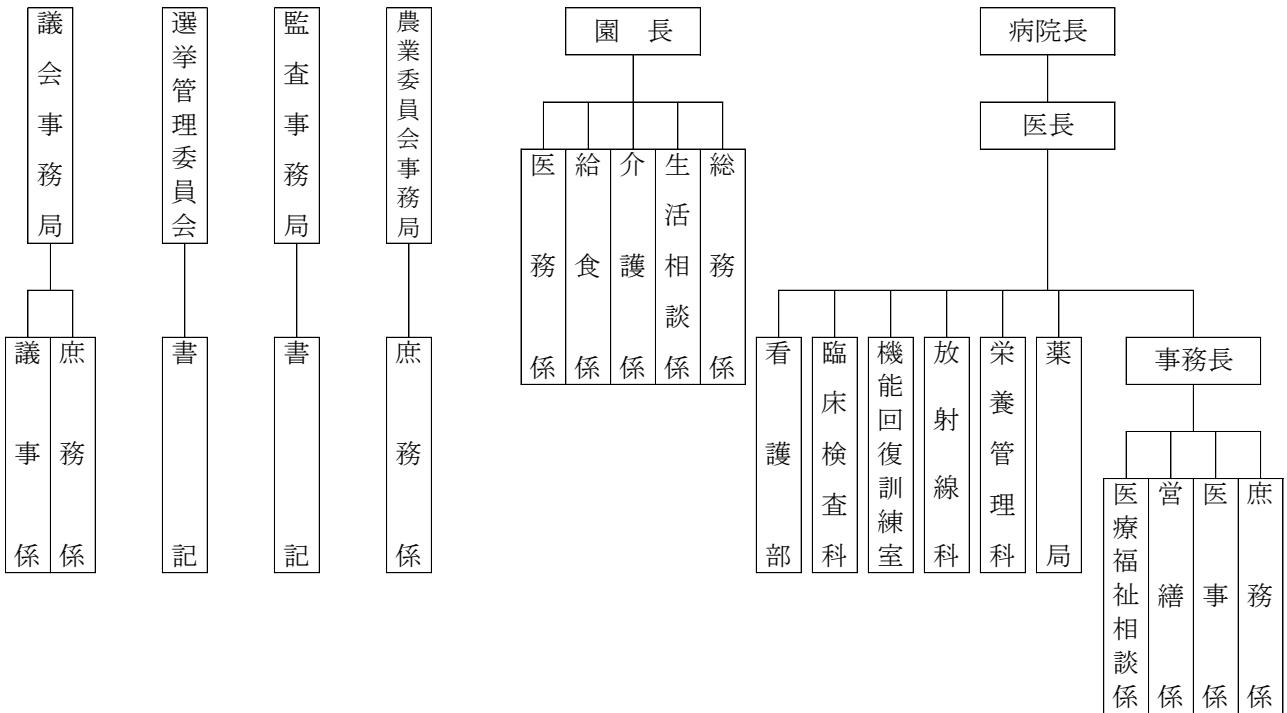 議会事務局
選挙管理委員会
監査事務局
農業委員会事務局
園　長
病院長
医長
医務係
給食係
介護係
生活相談係
総務係
議事係
庶務係
書記
書記
庶務係
看護部
臨床検査科
機能回復訓練室
放射線科
栄養管理科
薬局
事務長
医療福祉相談係
営繕係
医事係
庶務係